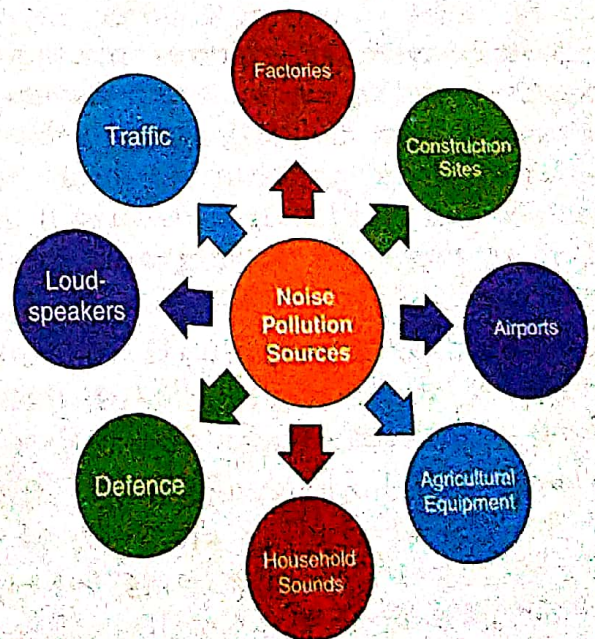 Factories
Traffic
Construction
Sites
Loud-
speakers
Noise
Pollution
Sources
Airports
Defence
Agricultural
Equipment
Household
Sounds